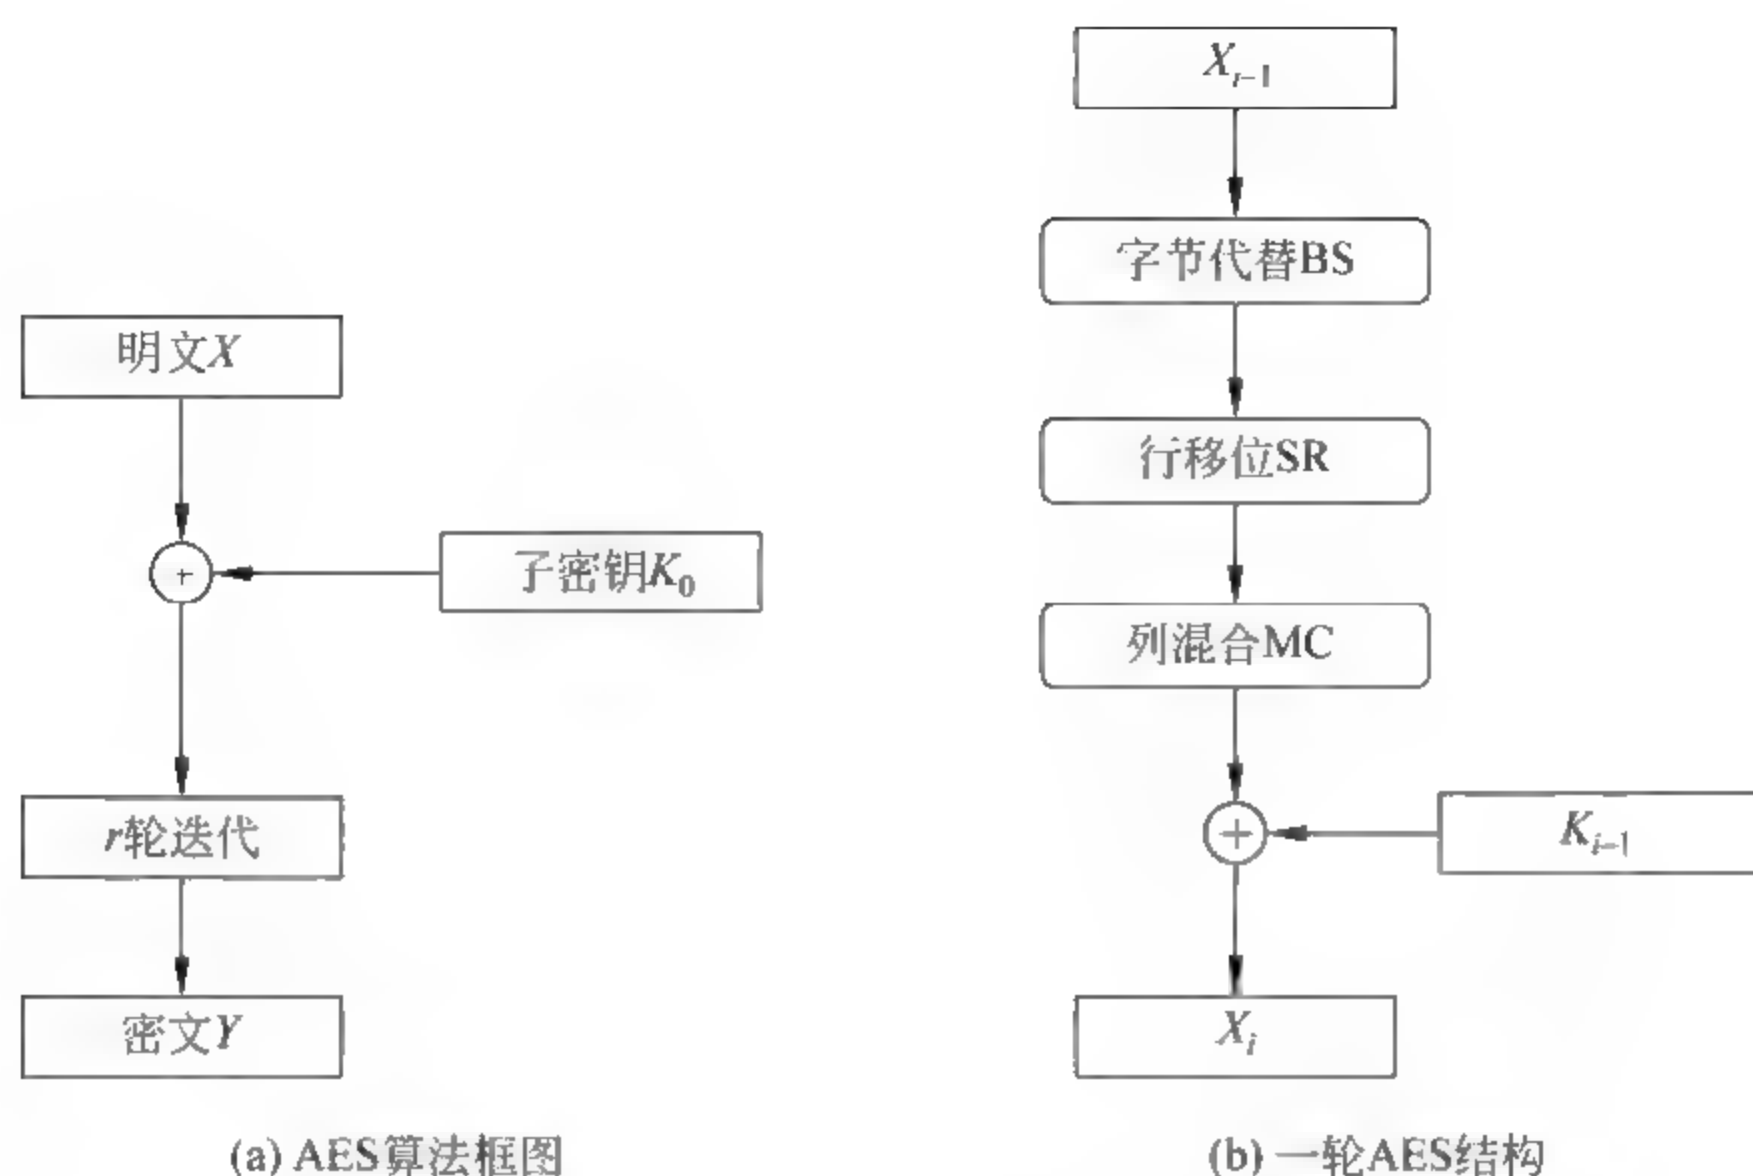 明文X
子密钥K₀
r轮迭代
密文Y
(a) AES算法框图
Xᵢ₋₁
字节代替BS
行移位SR
列混合MC
Kᵢ₋₁
Xᵢ
(b) 一轮AES结构